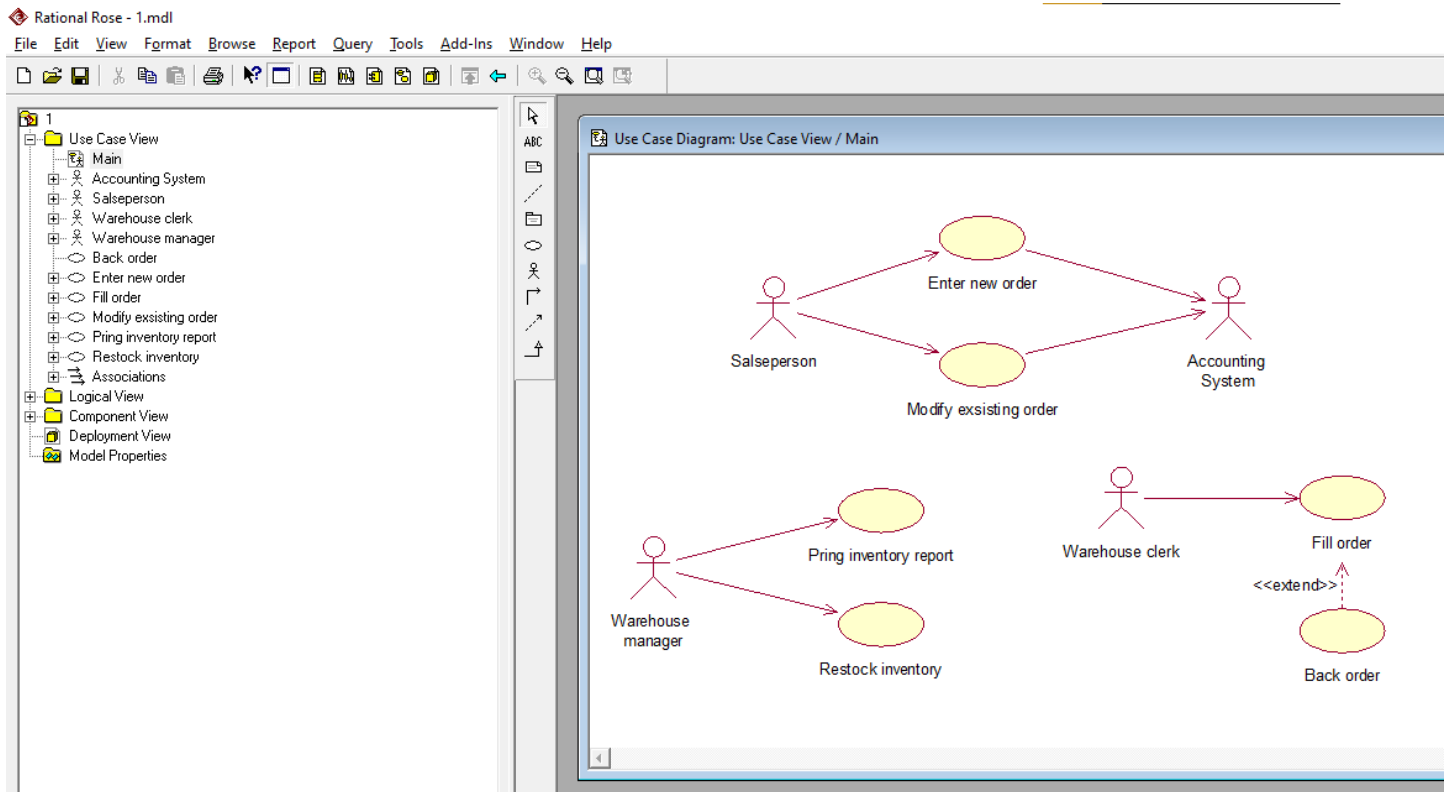 Rational Rose - 1.mdl
File Edit View Format Browse Report Query Tools Add-Ins Window Help
1
Use Case View
Main
Accounting System
Salseperson
Warehouse clerk
Warehouse manager
Back order
Enter new order
Fill order
Modify exsisting order
Pring inventory report
Restock inventory
Associations
Logical View
Component View
Deployment View
Model Properties
ABC
Use Case Diagram: Use Case View / Main
Enter new order
Salseperson
Accounting
System
Modify exsisting order
Pring inventory report
Warehouse clerk
Fill order
<<extend>>
Warehouse
manager
Restock inventory
Back order